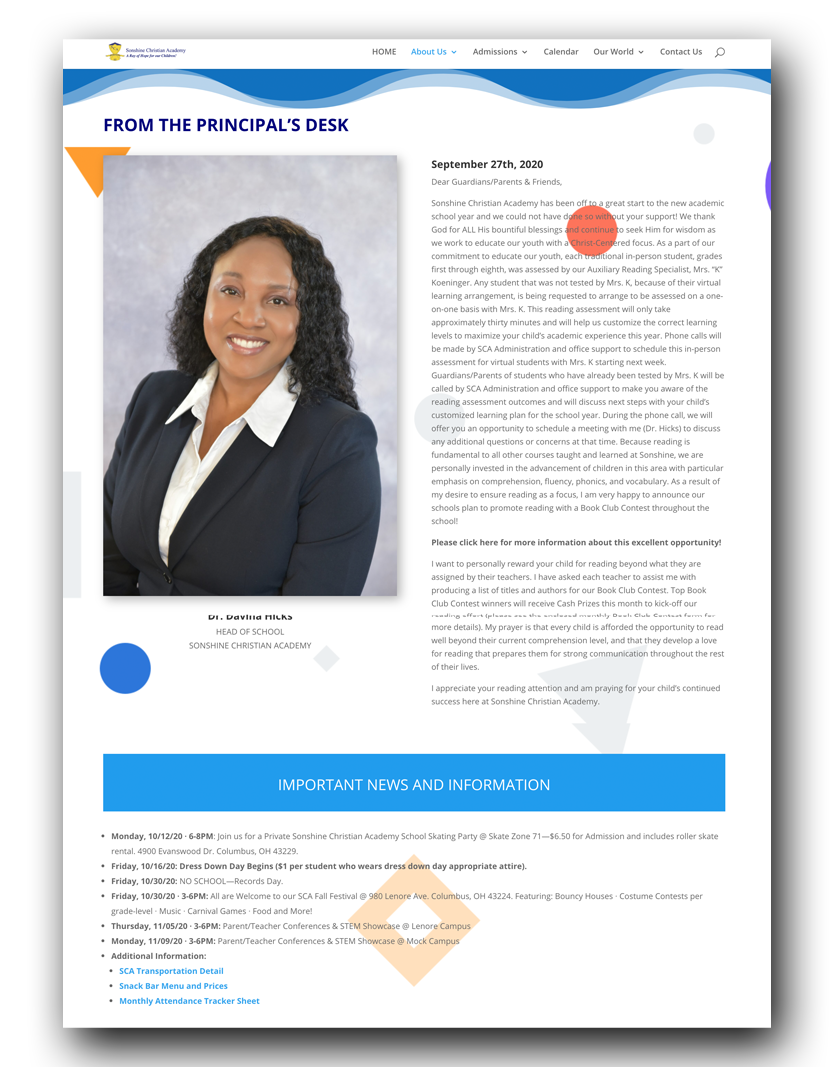 Sonshine Christian Academy
A Ray of Hope for our Children!
HOME About Us Admissions Calendar Our World Contact Us
FROM THE PRINCIPAL'S DESK
September 27th, 2020
Dear Guardians/Parents & Friends,
Sonshine Christian Academy has been off to a great start to the new academic
school year and we could not have done so without your support! We thank
God for ALL His bountiful blessings and continue to seek Him for wisdom as
we work to educate our youth with a Christ-Centered focus. As a part of our
commitment to educate our youth, each traditional in-person student, grades
first through eighth, was assessed by our Auxiliary Reading Specialist, Mrs. "K"
Koeninger. Any student that was not tested by Mrs. K, because of their virtual
learning arrangement, is being requested to arrange to be assessed on a one-
on-one basis with Mrs. K. This reading assessment will only take
approximately thirty minutes and will help us customize the correct learning
levels to maximize your child's academic experience this year. Phone calls will
be made by SCA Administration and office support to schedule this in-person
assessment for virtual students with Mrs. K starting next week.
Guardians/Parents of students who have already been tested by Mrs. K will be
called by SCA Administration and office support to make you aware of the
reading assessment outcomes and will discuss next steps with your child's
customized learning plan for the school year. During the phone call, we will
offer you an opportunity to schedule a meeting with me (Dr. Hicks) to discuss
any additional questions or concerns at that time. Because reading is
fundamental to all other courses taught and learned at Sonshine, we are
personally invested in the advancement of children in this area with particular
emphasis on comprehension, fluency, phonics, and vocabulary. As a result of
my desire to ensure reading as a focus, I am very happy to announce our
schools plan to promote reading with a Book Club Contest throughout the
school!
Please click here for more information about this excellent opportunity!
I want to personally reward your child for reading beyond what they are
assigned by their teachers. I have asked each teacher to assist me with
producing a list of titles and authors for our Book Club Contest. Top Book
Club Contest winners will receive Cash Prizes this month to kick-off our
reading effort (please see the enclosed monthly Book Club Contest form for
more details). My prayer is that every child is afforded the opportunity to read
well beyond their current comprehension level, and that they develop a love
for reading that prepares them for strong communication throughout the rest
of their lives.
I appreciate your reading attention and am praying for your child's continued
success here at Sonshine Christian Academy.
Dr. Davina Hicks
HEAD OF SCHOOL
SONSHINE CHRISTIAN ACADEMY
IMPORTANT NEWS AND INFORMATION
• Monday, 10/12/20 · 6-8PM: Join us for a Private Sonshine Christian Academy School Skating Party @ Skate Zone 71—$6.50 for Admission and includes roller skate
rental. 4900 Evanswood Dr. Columbus, OH 43229.
• Friday, 10/16/20: Dress Down Day Begins ($1 per student who wears dress down day appropriate attire).
• Friday, 10/30/20: NO SCHOOL—Records Day.
• Friday, 10/30/20 · 3-6PM: All are Welcome to our SCA Fall Festival @ 980 Lenore Ave. Columbus, OH 43224. Featuring: Bouncy Houses · Costume Contests per
grade-level · Music · Carnival Games · Food and More!
• Thursday, 11/05/20 · 3-6PM: Parent/Teacher Conferences & STEM Showcase @ Lenore Campus
• Monday, 11/09/20 · 3-6PM: Parent/Teacher Conferences & STEM Showcase @ Mock Campus
• Additional Information:
• SCA Transportation Detail
• Snack Bar Menu and Prices
• Monthly Attendance Tracker Sheet